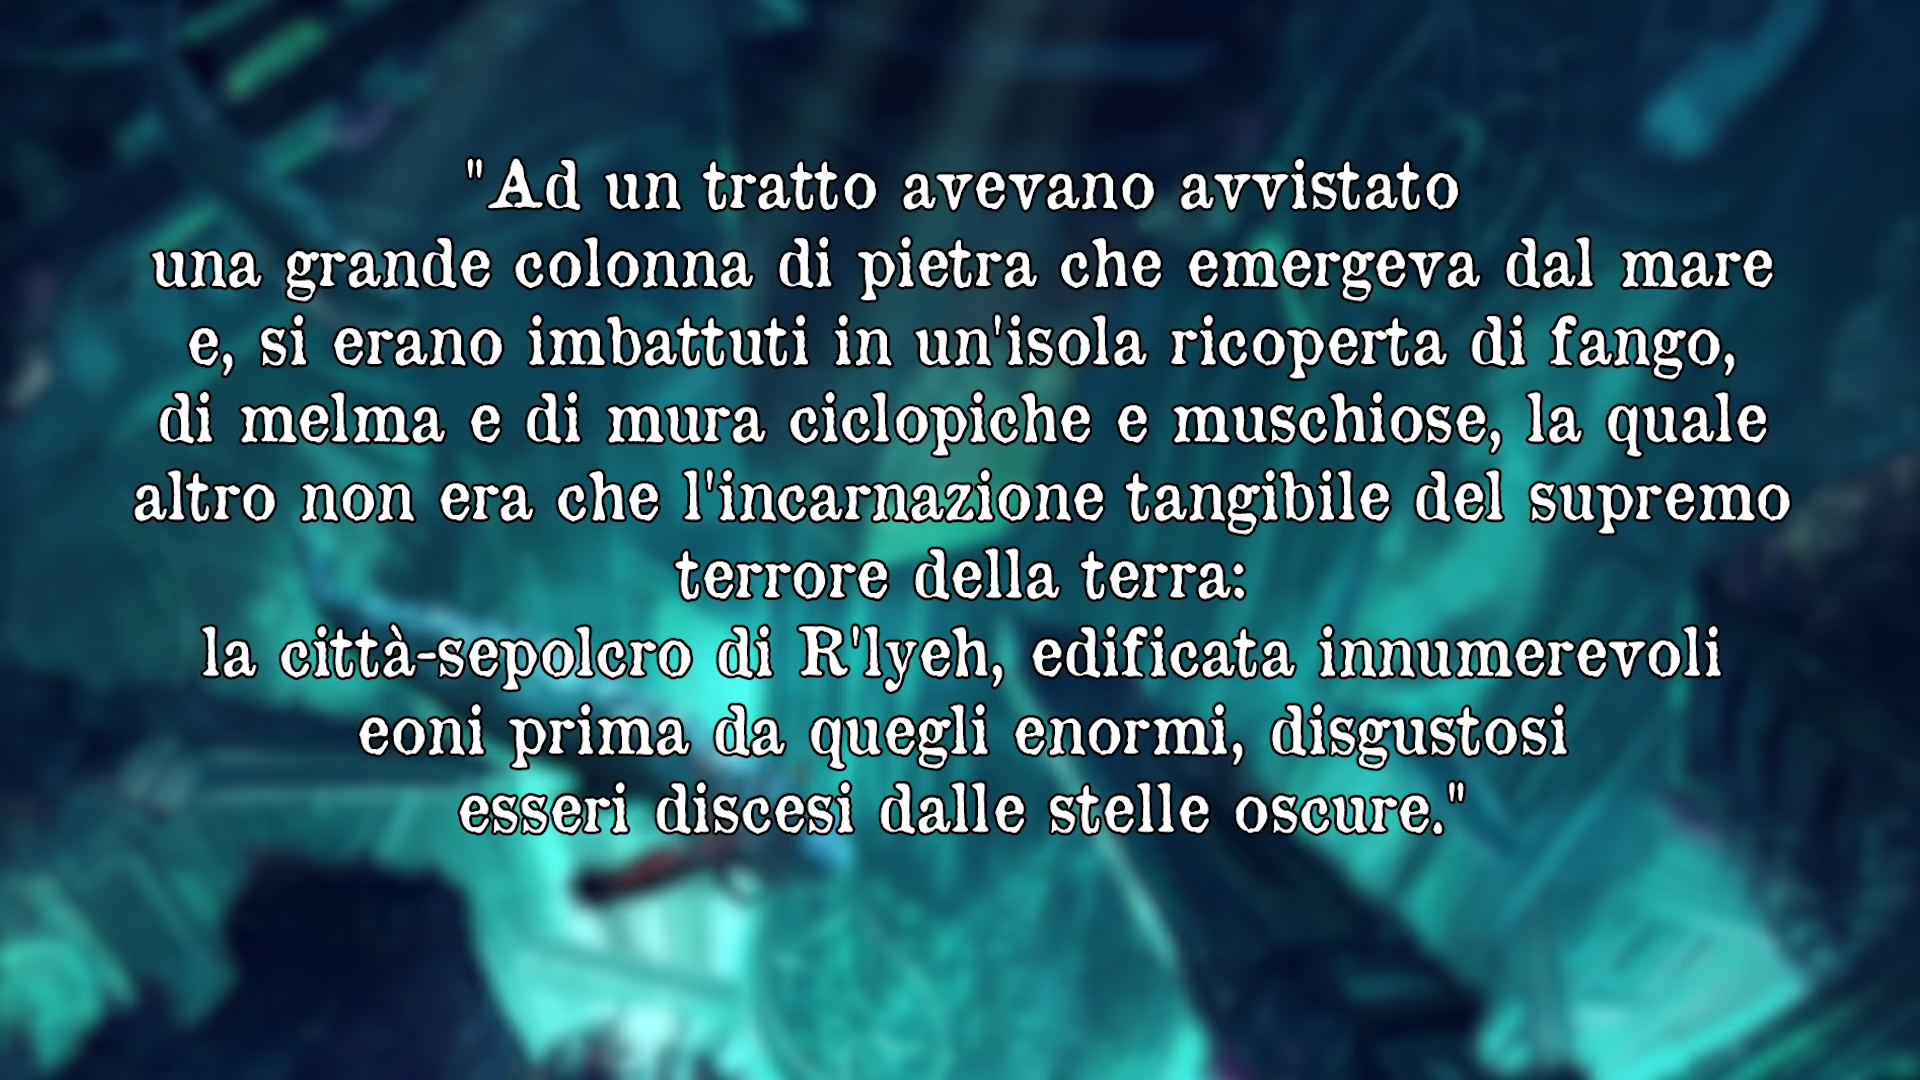 "Ad un tratto avevano avvistato
una grande colonna di pietra che emergeva dal mare
e, si erano imbattuti in un'isola ricoperta di fango,
di melma e di mura ciclopiche e muschiose, la quale
altro non era che l'incarnazione tangibile del supremo
terrore della terra:
la città-sepolcro di R'lyeh, edificata innumerevoli
eoni prima da quegli enormi, disgustosi
esseri discesi dalle stelle oscure."